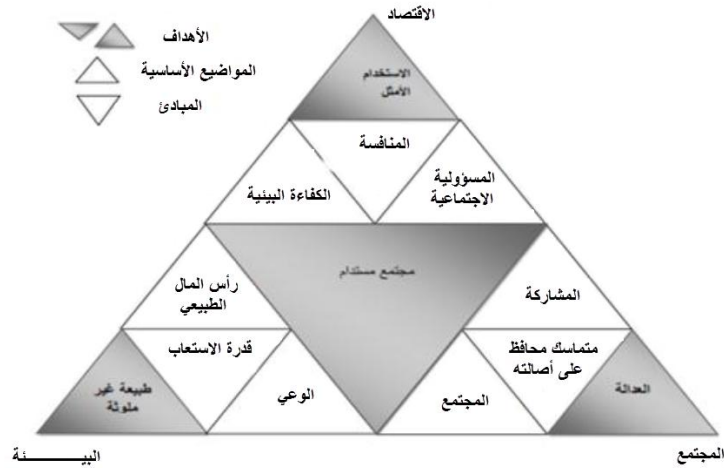 الاقتصاد
الأهداف
المواضيع الأساسية
المبادئ
الاستخدام
الأمثل
المنافسة
المسؤولية
الاجتماعية
الكفاءة البيئية
مجتمع مستدام
رأس المال
الطبيعي
المشاركة
قدرة الاستعاب
متماسك محافظ
على أصالته
طبيعة غير
ملوثة
الوعي
المجتمع
العدالة
البيـــــــئة
المجتمع